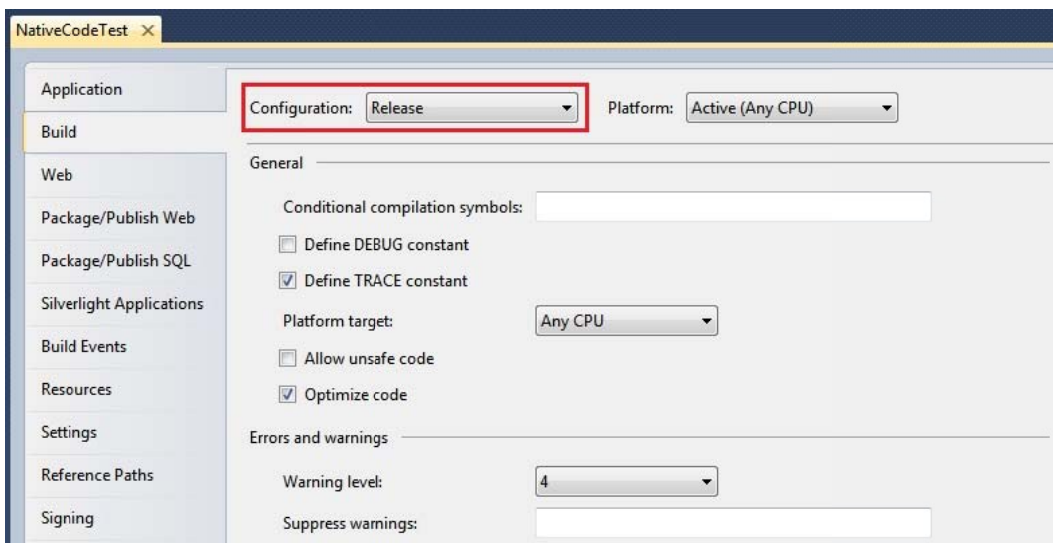 NativeCodeTest
Application
Build
Web
Package/Publish Web
Package/Publish SQL
Silverlight Applications
Build Events
Resources
Settings
Reference Paths
Signing
Configuration: Release Platform: Active (Any CPU)
General
Conditional compilation symbols:
Define DEBUG constant
Define TRACE constant
Platform target: Any CPU
Allow unsafe code
Optimize code
Errors and warnings
Warning level: 4
Suppress warnings: